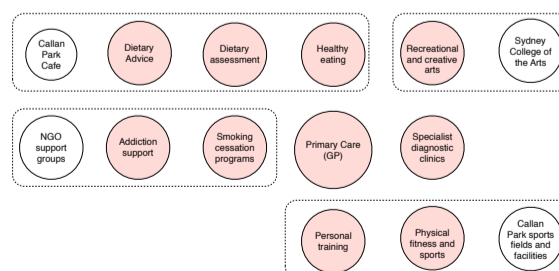 Callan
Park
Cafe
Dietary
Advice
Dietary
assessment
Healthy
eating
Recreational
and creative
arts
Sydney
College of
the Arts
NGO
support
groups
Addiction
support
Smoking
cessation
programs
Primary Care
(GP)
Specialist
diagnostic
clinics
Personal
training
Physical
fitness and
sports
Callan
Park sports
fields and
facilities